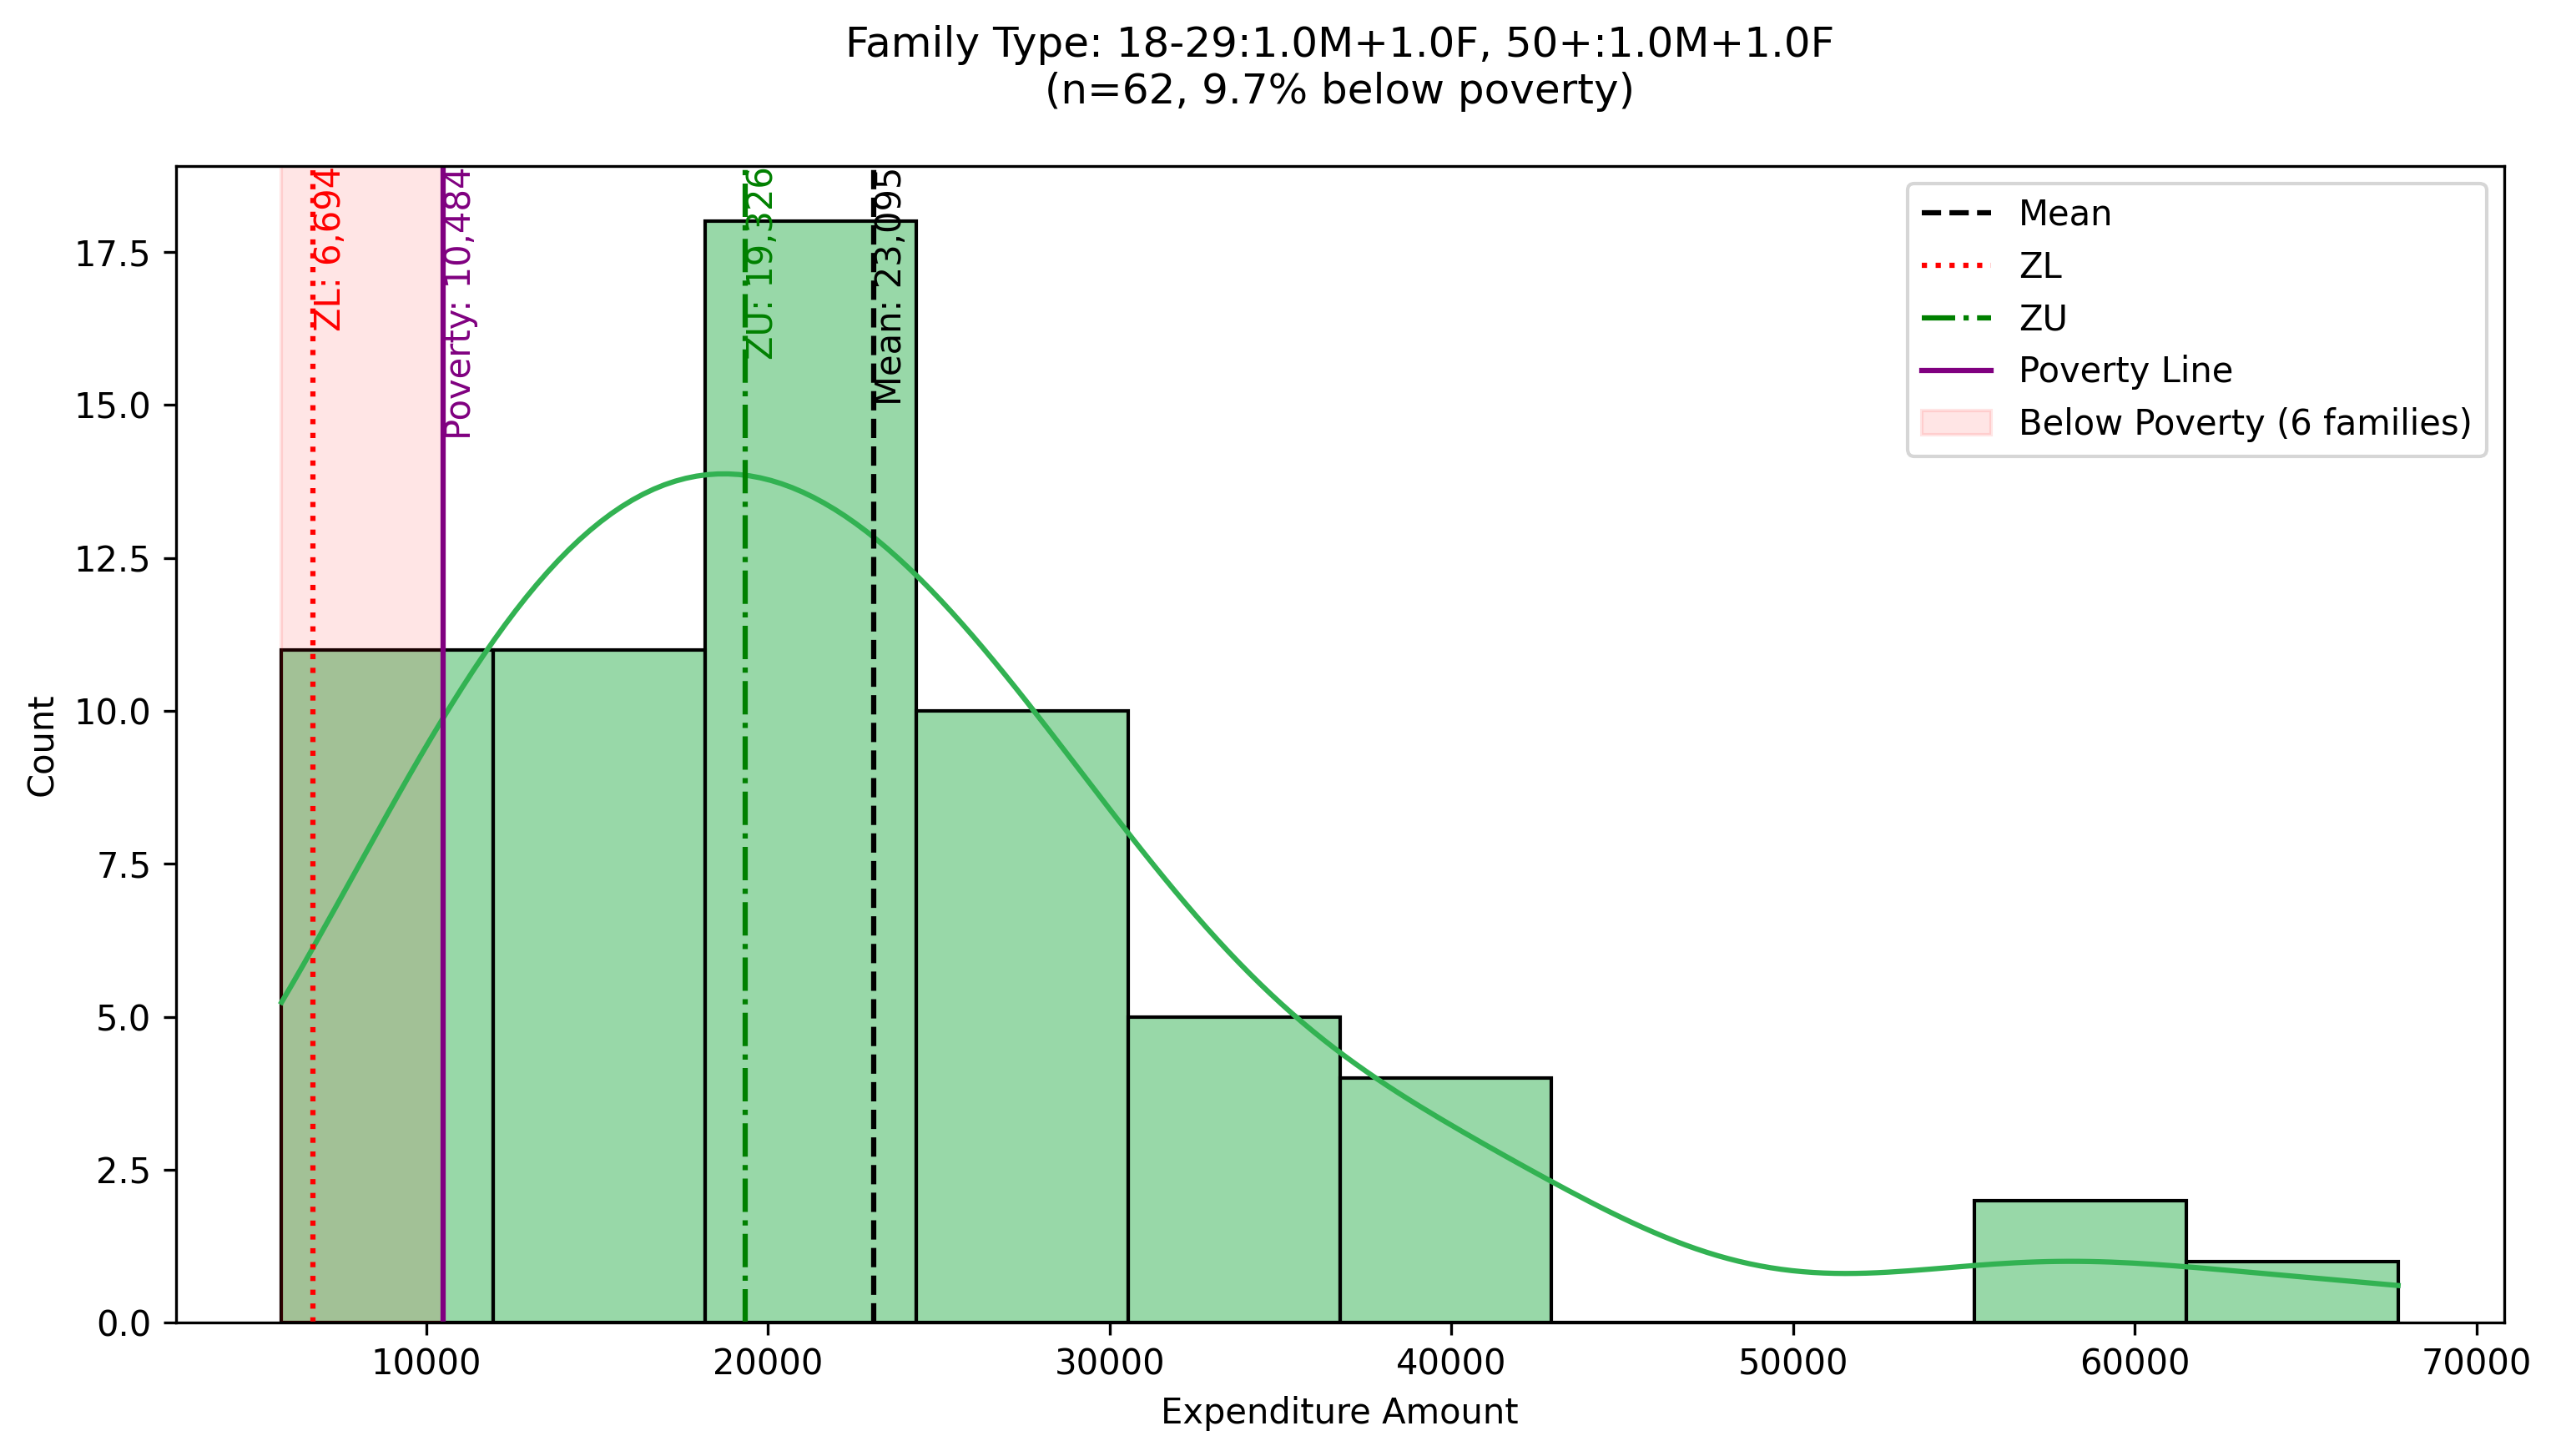 Family Type: 18-29:1.0M+1.0F, 50+:1.0M+1.0F
(n=62, 9.7% below poverty)
ZL: 6,694
Poverty: 10,484
ZU: 19,326
Mean: 23,095
Mean
ZL
ZU
Poverty Line
Below Poverty (6 families)
17.5
15.0
12.5
10.0
7.5
5.0
2.5
0.0
Count
10000 20000 30000 40000 50000 60000 70000
Expenditure Amount